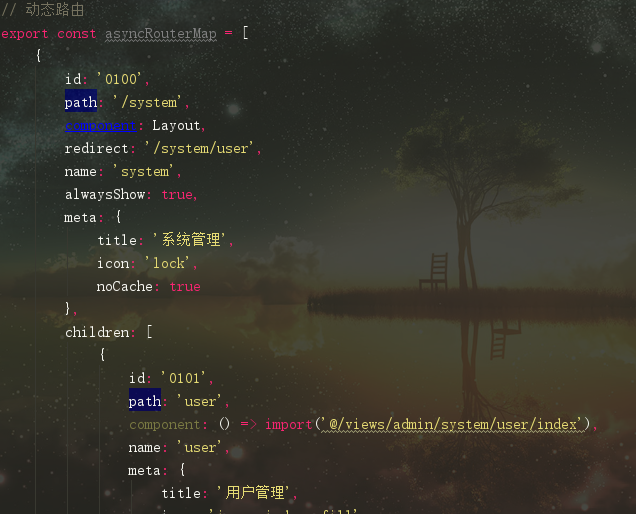 // 动态路由
export const asyncRouterMap = [
{
id: '0100',
path: '/system',
component: Layout,
redirect: '/system/user',
name: 'system',
alwaysShow: true,
meta: {
title: '系统管理',
icon: 'lock',
noCache: true
},
children: [
{
id: '0101',
path: 'user',
component: () => import('@/views/admin/system/user/index'),
name: 'user',
meta: {
title: '用户管理',